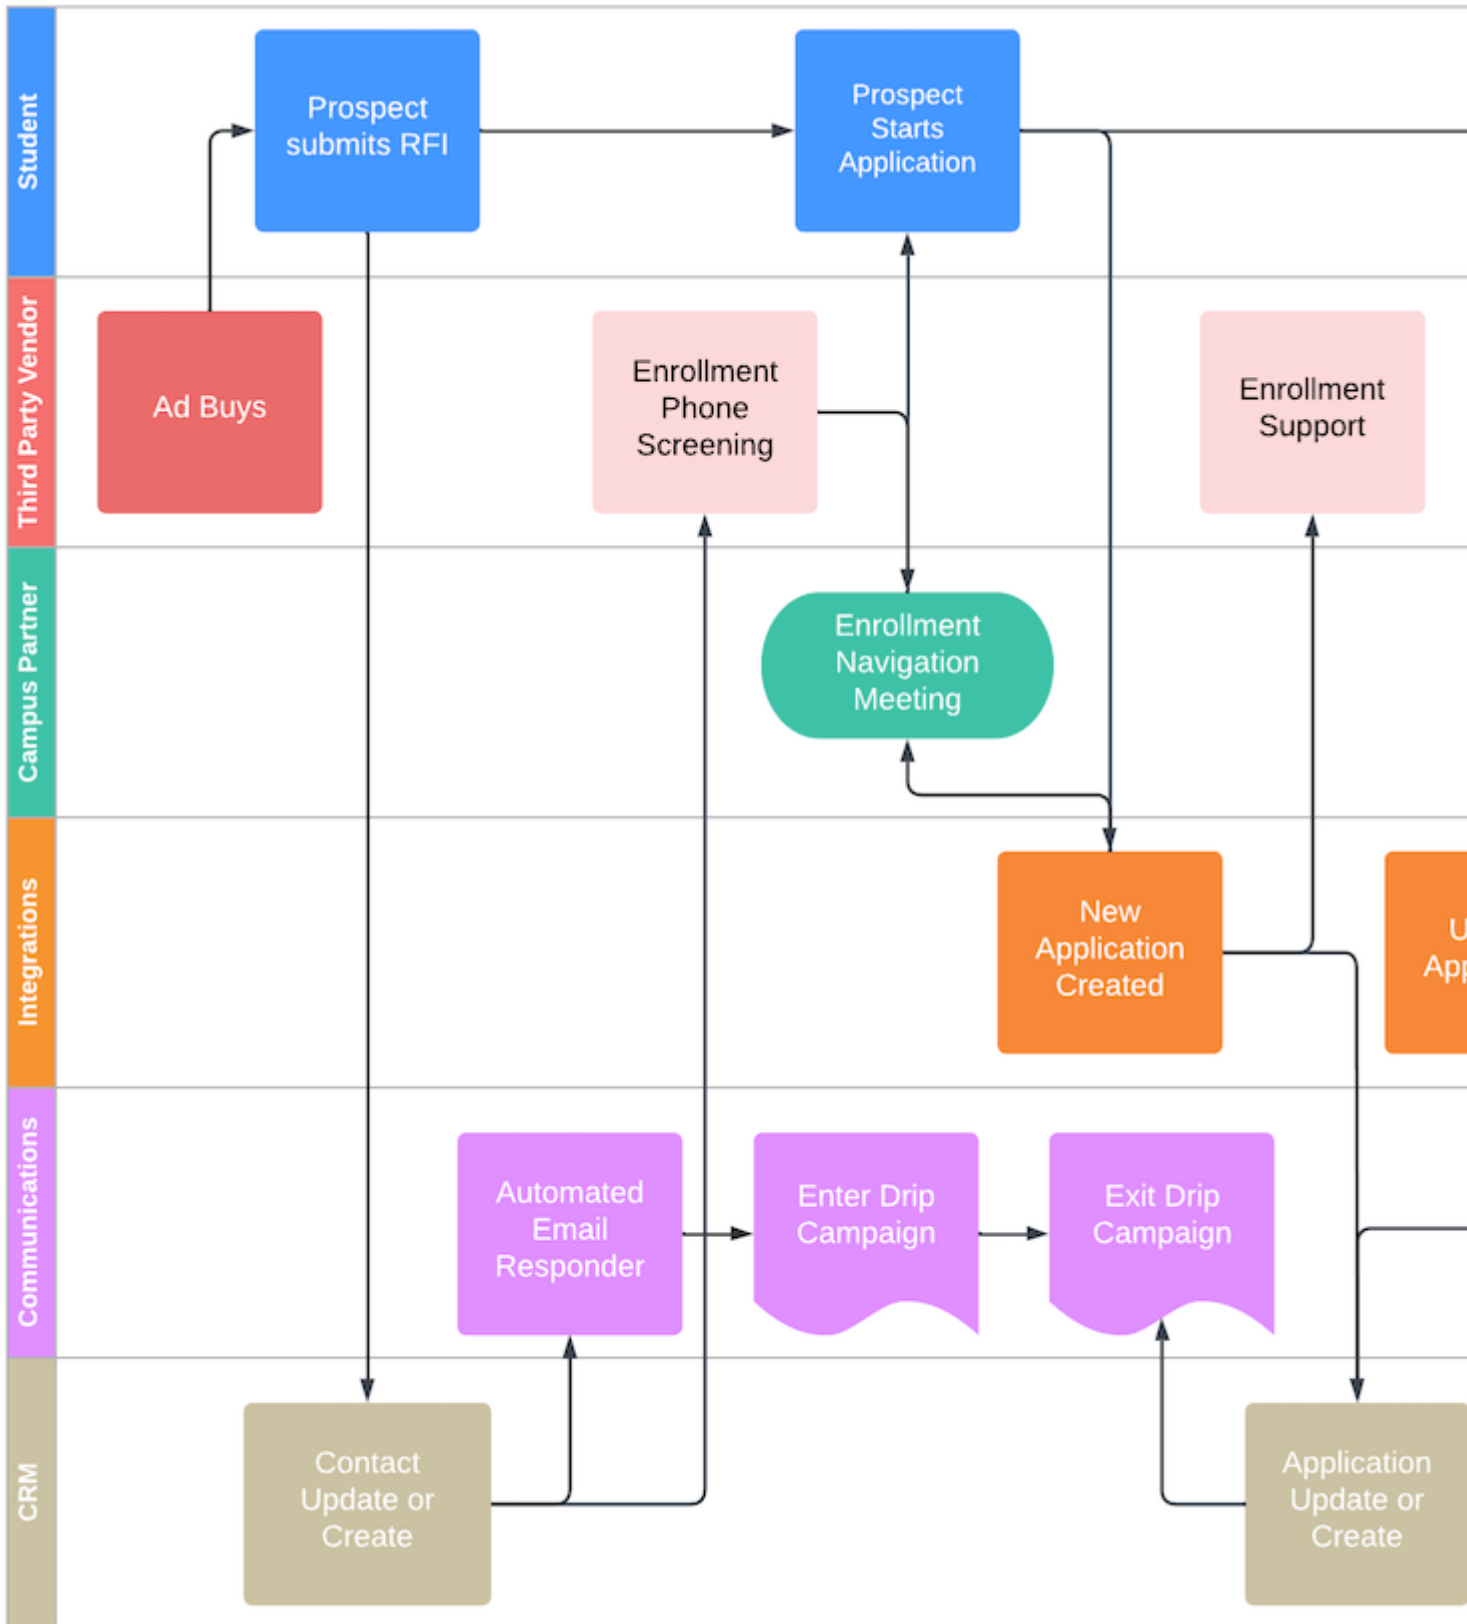 Student
Prospect
submits RFI
Prospect
Starts
Application
Third Party Vendor
Ad Buys
Enrollment
Phone
Screening
Enrollment
Support
Campus Partner
Enrollment
Navigation
Meeting
Integrations
New
Application
Created
Communications
Automated
Email
Responder
Enter Drip
Campaign
Exit Drip
Campaign
CRM
Contact
Update or
Create
Application
Update or
Create